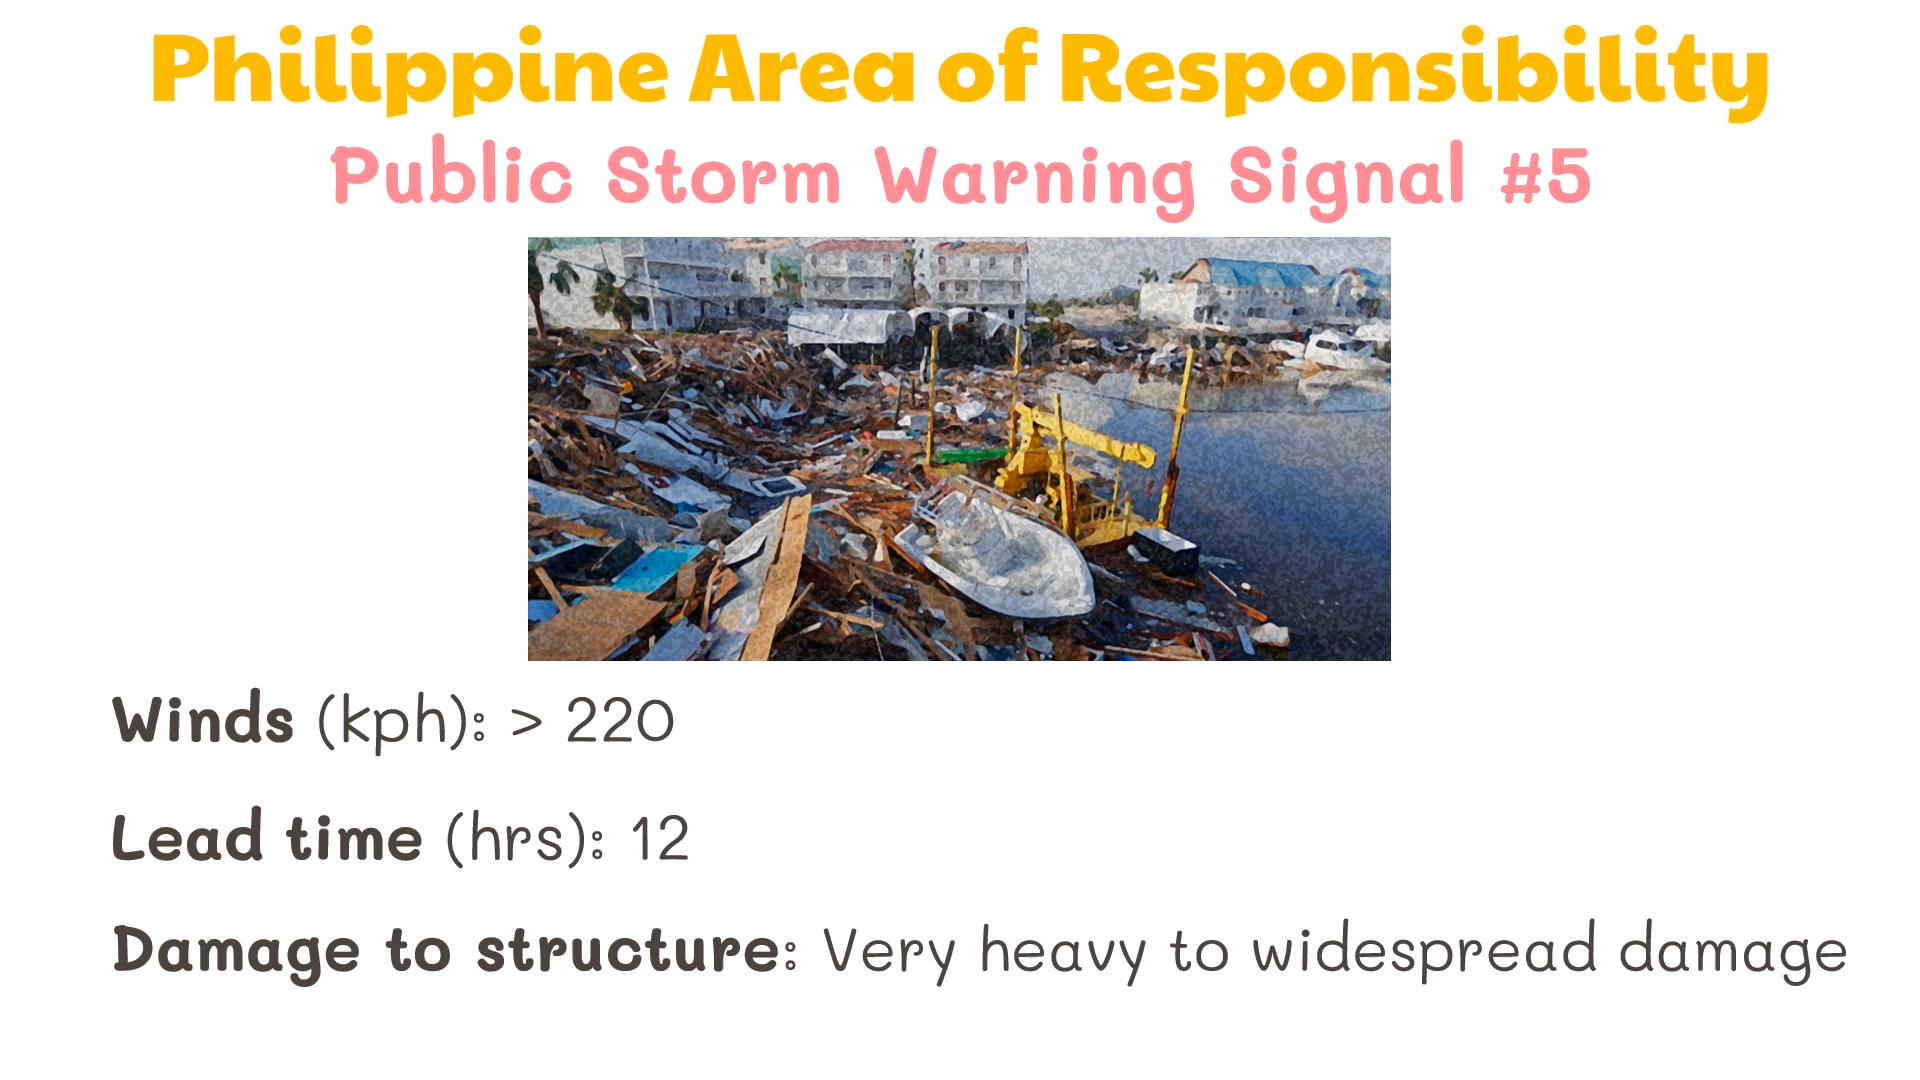 Philippine Area of Responsibility
Public Storm Warning Signal #5
Winds (kph): > 220
Lead time (hrs): 12
Damage to structure: Very heavy to widespread damage